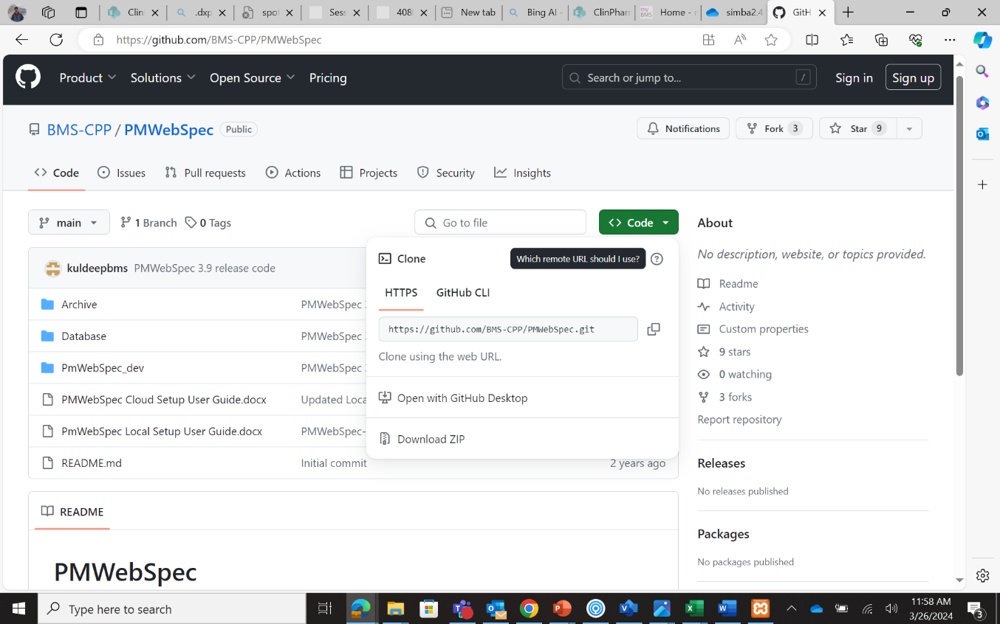 Clin
.dxp
spot
Ses
408
New tab
Bing AI -
ClinPharm
my BMS
Home - r
simba2.4
GitH
https://github.com/BMS-CPP/PMWebSpec
Product
Solutions
Open Source
Pricing
Search or jump to...
/
Sign in
Sign up
BMS-CPP / PMWebSpec
Public
Notifications
Fork 3
Star 9
Code
Issues
Pull requests
Actions
Projects
Security
Insights
main
1 Branch
0 Tags
Go to file
Code
About
No description, website, or topics provided.
Readme
Activity
Custom properties
9 stars
0 watching
3 forks
Report repository
Releases
No releases published
Packages
No packages published
Clone
Which remote URL should I use?
HTTPS
GitHub CLI
https://github.com/BMS-CPP/PMWebSpec.git
Clone using the web URL.
Open with GitHub Desktop
Download ZIP
kuldeepbms PMWebSpec 3.9 release code
Archive PMWebSpec
Database PMWebSpec
PmWebSpec_dev PMWebSpec
PMWebSpec Cloud Setup User Guide.docx Updated Loca
PmWebSpec Local Setup User Guide.docx PMWebSpec-
README.md Initial commit 2 years ago
README
PMWebSpec
Type here to search
11:58 AM
3/26/2024
3